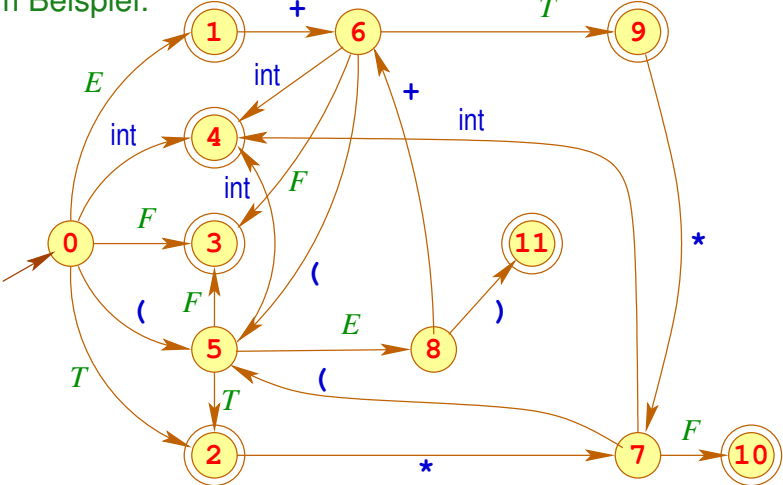 m Beispiel:
1 + 6 T 9
E int
int 4 int
int F
0 F 3 11 *
( F ( )
5 E 8
T T (
2 * 7 F 10
+